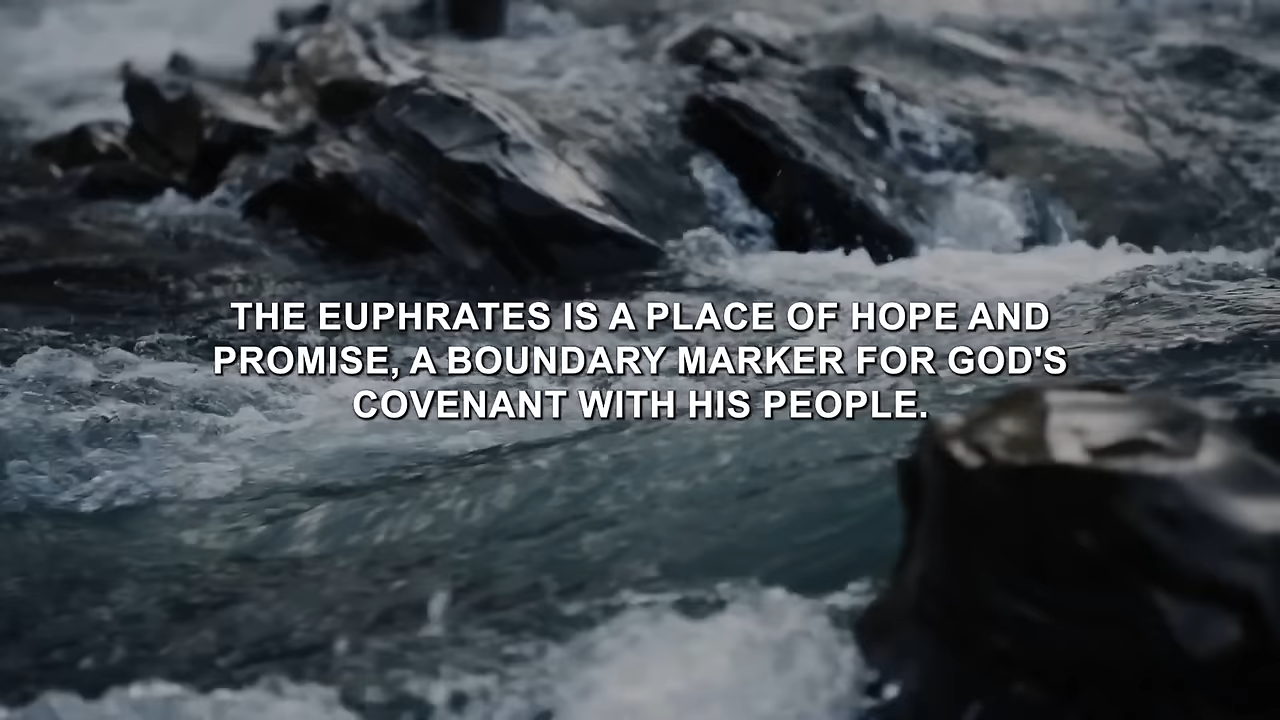 THE EUPHRATES IS A PLACE OF HOPE AND
PROMISE, A BOUNDARY MARKER FOR GOD'S
COVENANT WITH HIS PEOPLE.